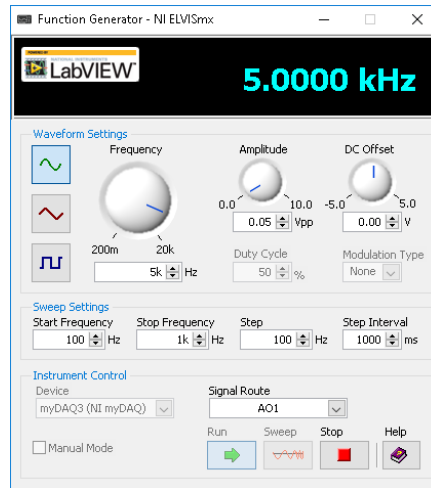 Function Generator - NI ELVISmx
LabVIEW
5.0000 kHz
Waveform Settings
Frequency
Amplitude
DC Offset
0.0 10.0
-5.0 5.0
0.05 Vpp
0.00 V
200m 20k
5k Hz
Duty Cycle
50 %
Modulation Type
None
Sweep Settings
Start Frequency Stop Frequency Step Step Interval
100 Hz 1k Hz 100 Hz 1000 ms
Instrument Control
Device
myDAQ3 (NI myDAQ)
Signal Route
AO1
Manual Mode
Run Sweep Stop Help